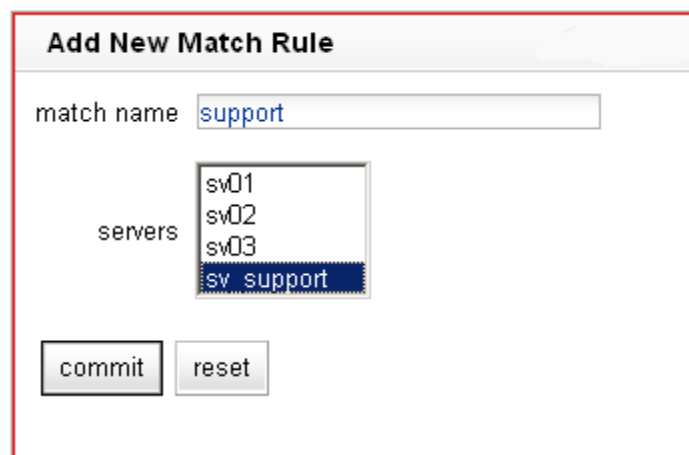 Add New Match Rule
match name support
servers
sv01
sv02
sv03
sv_support
commit reset